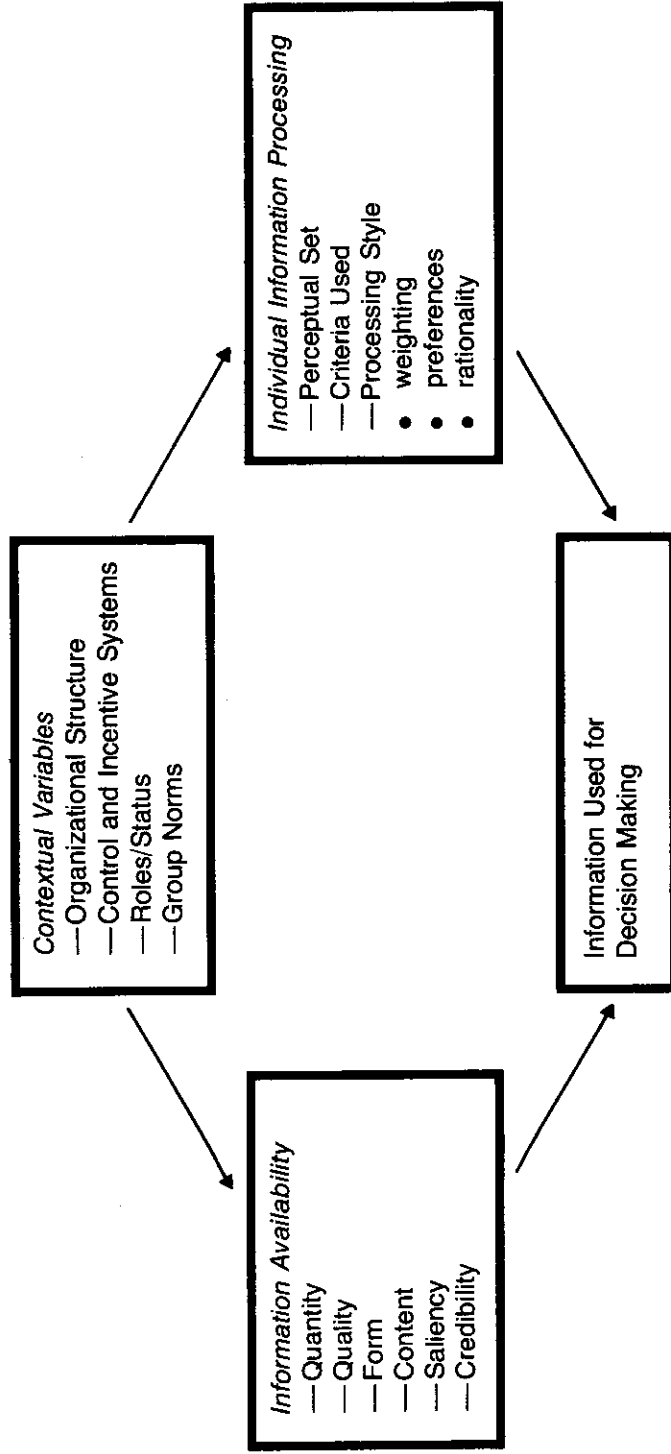 Contextual Variables
—Organizational Structure
—Control and Incentive Systems
—Roles/Status
—Group Norms
Information Availability
—Quantity
—Quality
—Form
—Content
—Saliency
—Credibility
Individual Information Processing
—Perceptual Set
—Criteria Used
—Processing Style
• weighting
• preferences
• rationality
Information Used for
Decision Making